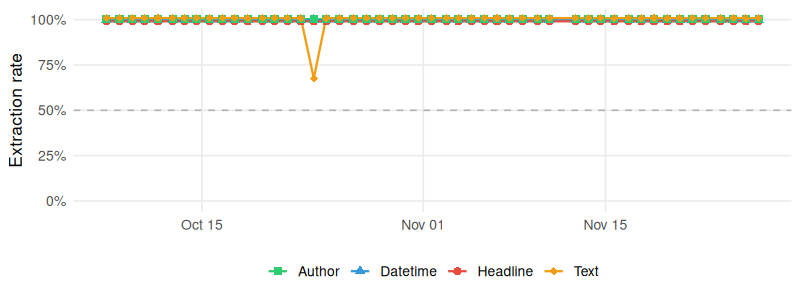 Extraction rate
100%
75%
50%
25%
0%
Oct 15
Nov 01
Nov 15
Author
Datetime
Headline
Text